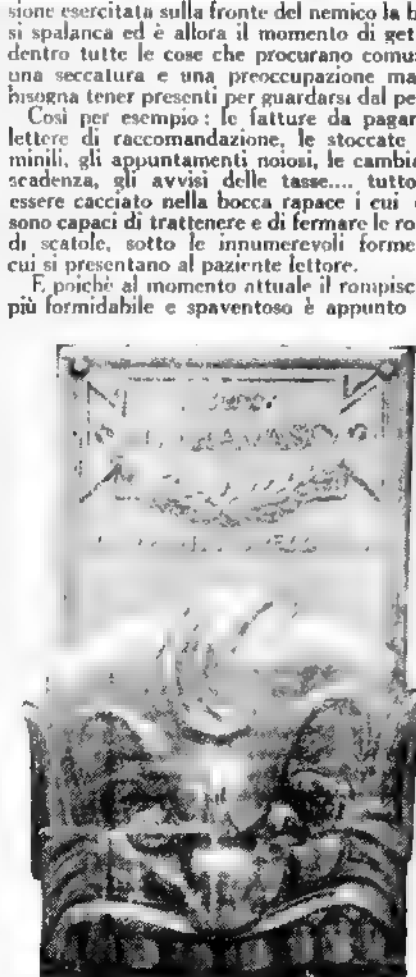 sione esercitata sulla fronte del nemico la b
si spalanca ed è allora il momento di get
dentro tutte le cose che procurano comu
una seccatura e una preoccupazione ma
bisogna tener presenti per guardarsi dal pe
Così per esempio: le fatture da pagar
lettere di raccomandazione, le stoccate
minili, gli appuntamenti noiosi, le cambia
scadenza, gli avvisi delle tasse.... tutto
essere cacciato nella bocca rapace i cui
sono capaci di trattenere e di fermare le ro
di scatole, sotto le innumerevoli forme
cui si presentano al paziente lettore.
E poichè al momento attuale il rompisc
più formidabile e spaventoso è appunto